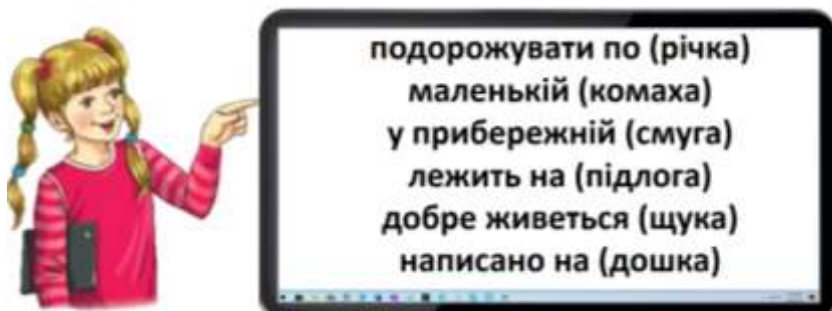 подорожувати по (річка)
маленькій (комаха)
у прибережній (смуга)
лежить на (підлога)
добре живеться (щука)
написано на (дошка)